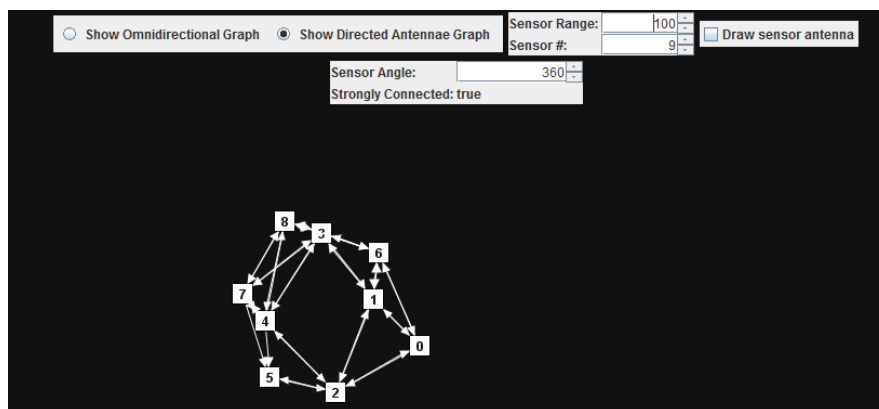 Show Omnidirectional Graph Show Directed Antennae Graph
Sensor Range: 100
Sensor #: 9
Draw sensor antenna
Sensor Angle: 360
Strongly Connected: true
8
3
6
7
1
4
0
5
2